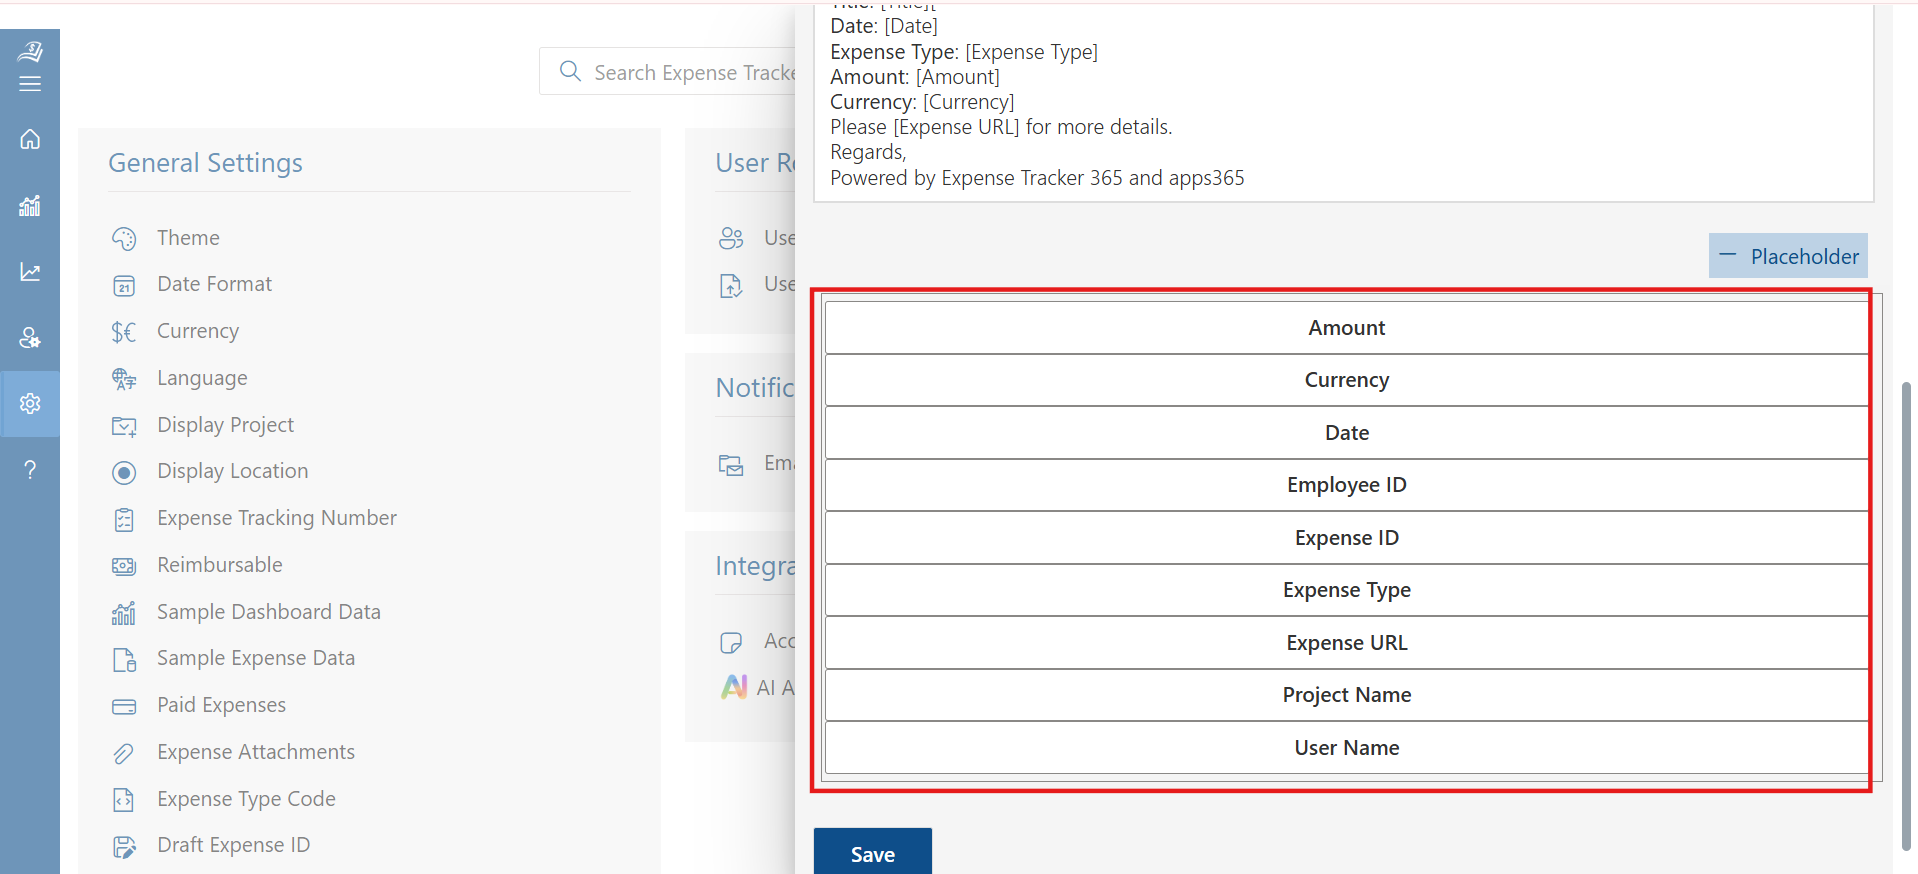 Title: [Title][
Date: [Date]
Expense Type: [Expense Type]
Amount: [Amount]
Currency: [Currency]
Please [Expense URL] for more details.
Regards,
Powered by Expense Tracker 365 and apps365
Search Expense Tracke
General Settings
Theme
Date Format
Currency
Language
Display Project
Display Location
Expense Tracking Number
Reimbursable
Sample Dashboard Data
Sample Expense Data
Paid Expenses
Expense Attachments
Expense Type Code
Draft Expense ID
User R
Use
Use
Notific
Ema
Integra
Acc
AI A
Placeholder
Amount
Currency
Date
Employee ID
Expense ID
Expense Type
Expense URL
Project Name
User Name
Save